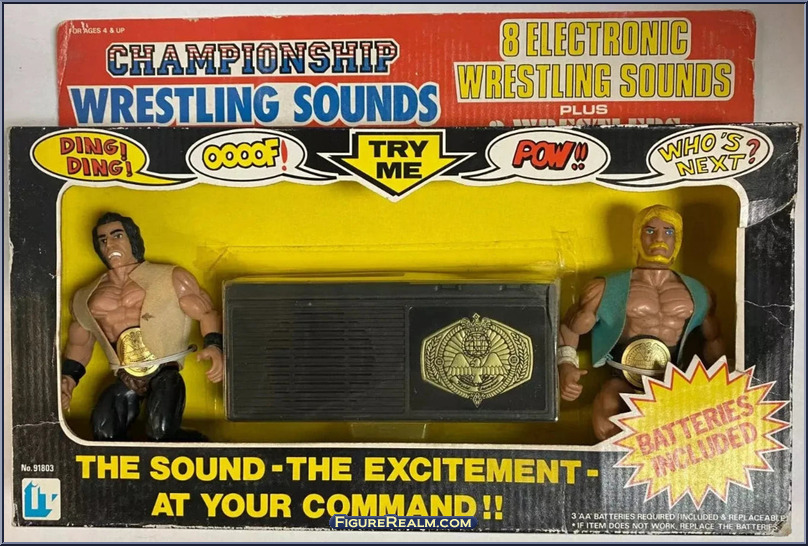 FOR AGES 4 & UP
CHAMPIONSHIP
WRESTLING SOUNDS
8 ELECTRONIC
WRESTLING SOUNDS
PLUS
DING!
DING!
OOOOF!
TRY
ME
POW!!
WHO'S
NEXT?
BATTERIES
INCLUDED
No. 91803
THE SOUND - THE EXCITEMENT -
AT YOUR COMMAND!!
3 'AA' BATTERIES REQUIRED (INCLUDED & REPLACEABLE)
• IF ITEM DOES NOT WORK, REPLACE THE BATTERIES
FIGUREREALM.COM